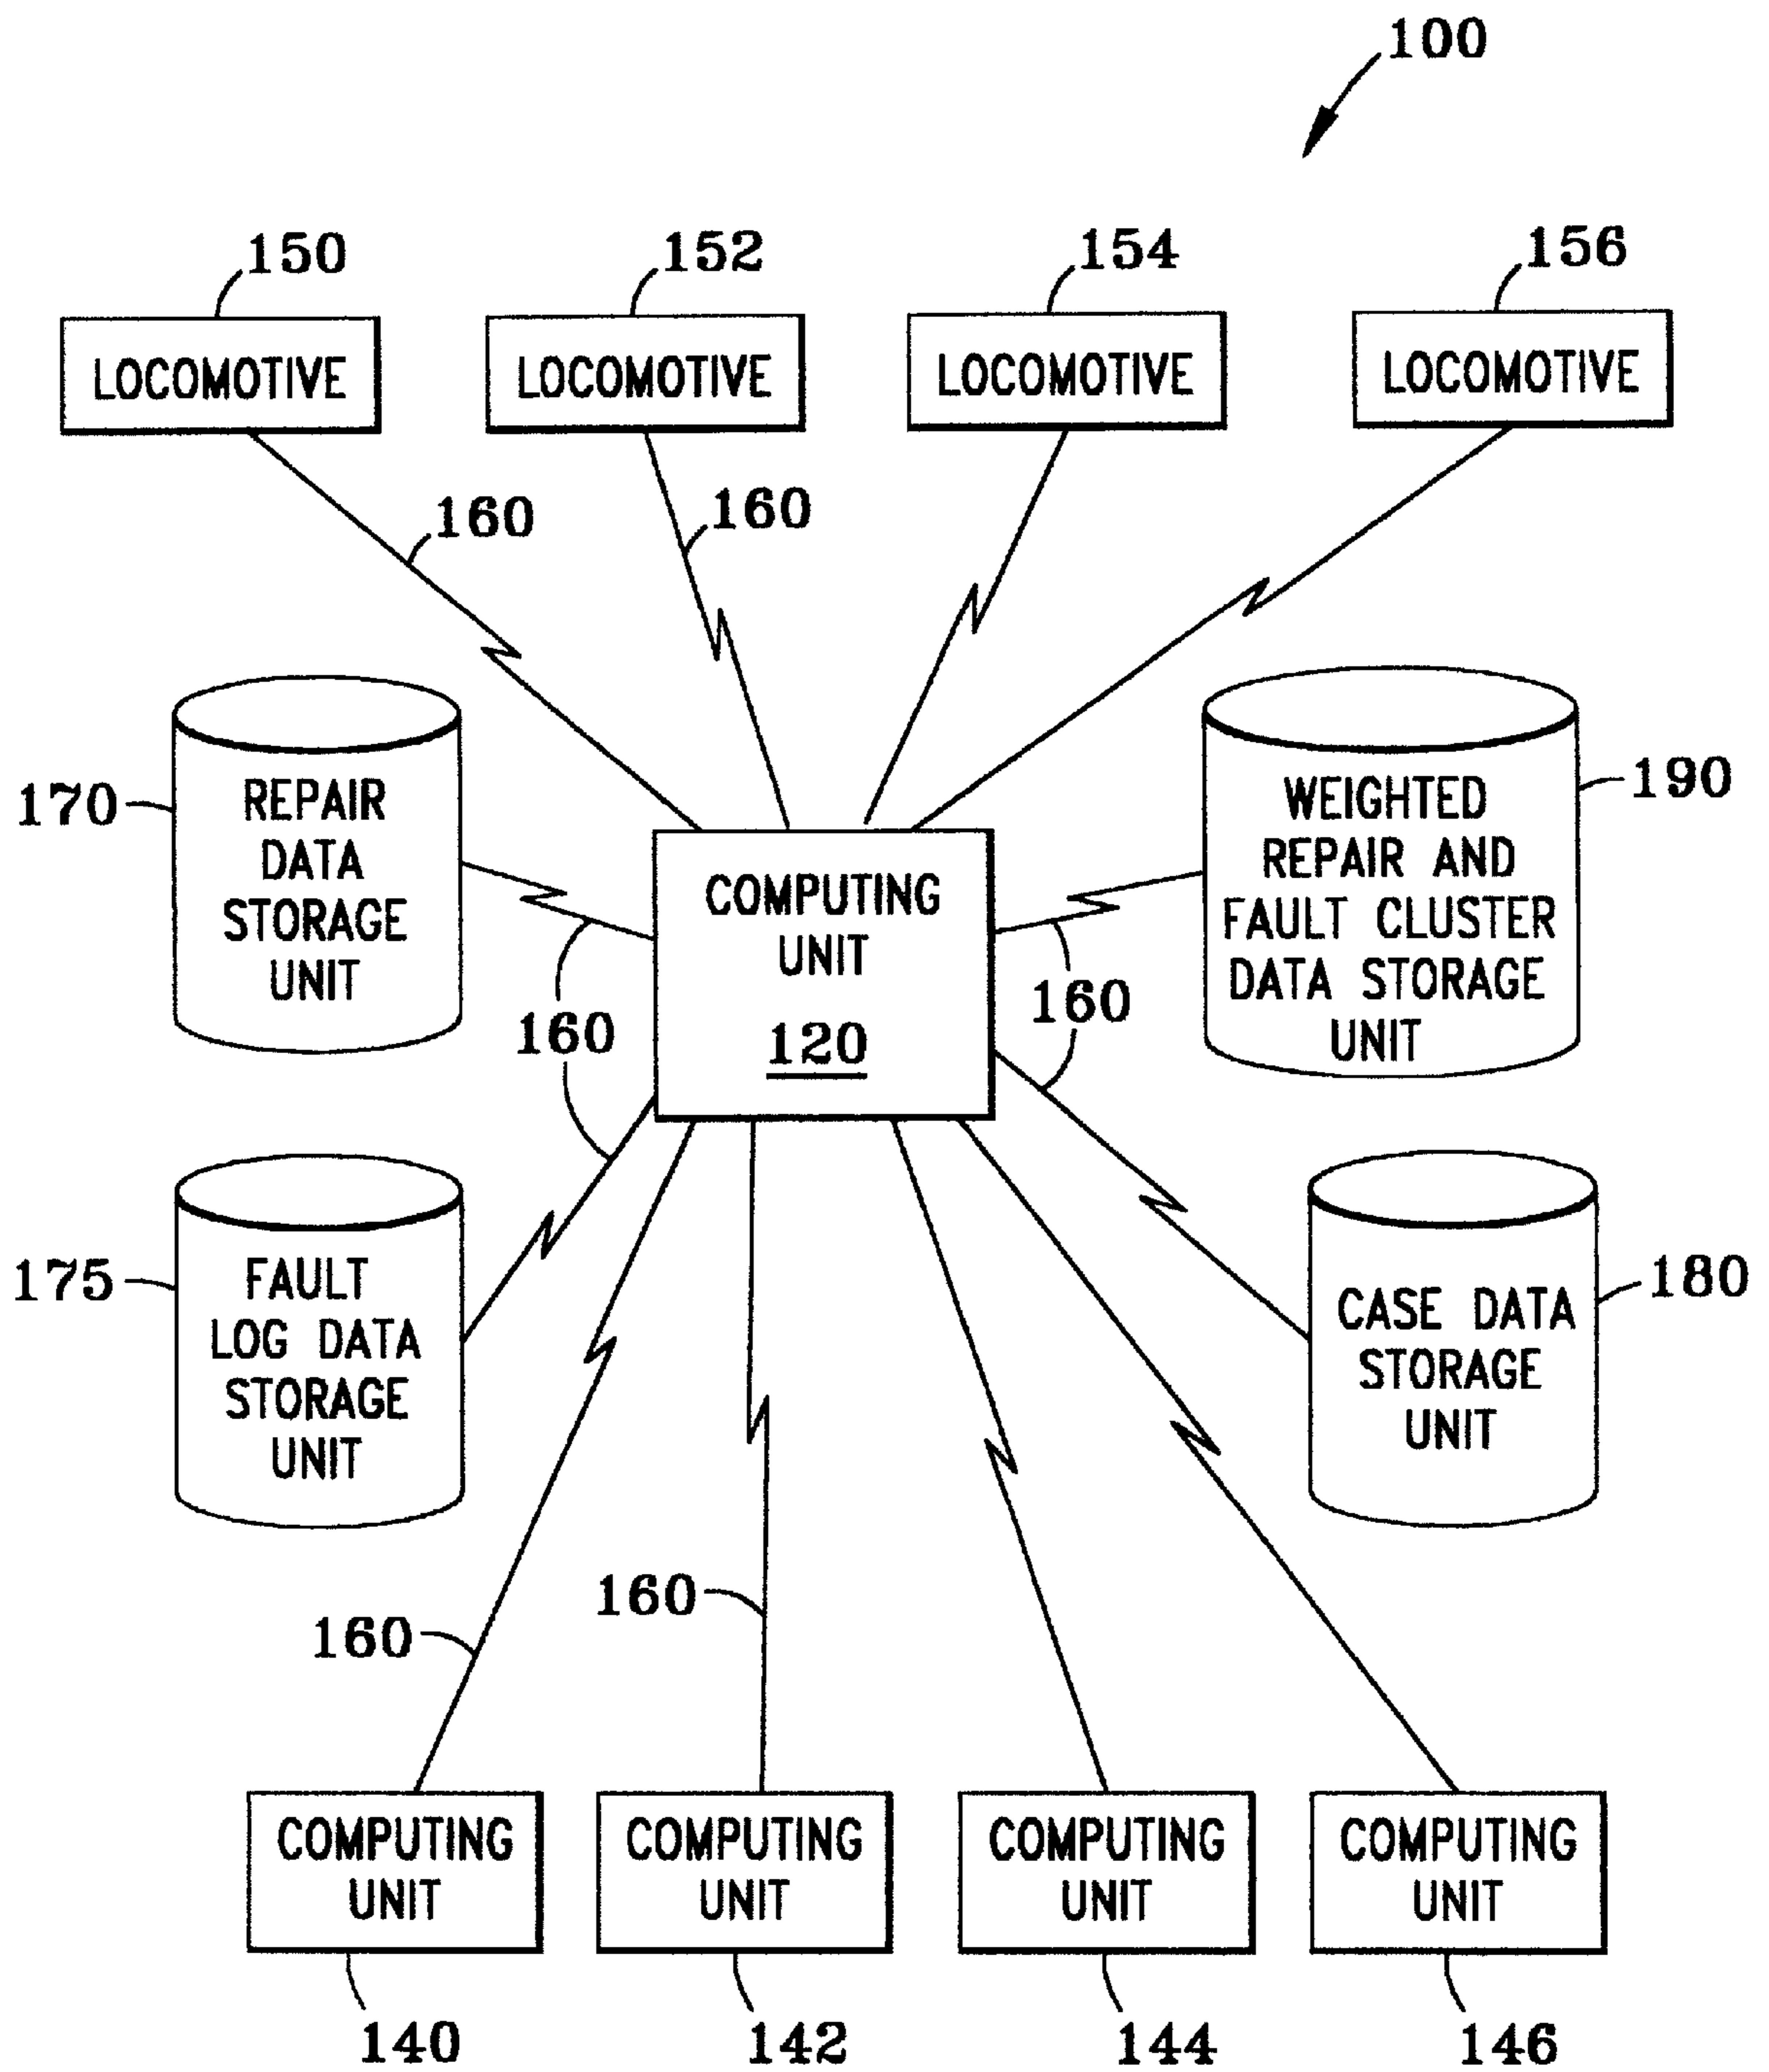 100
150
152
154
156
LOCOMOTIVE
LOCOMOTIVE
LOCOMOTIVE
LOCOMOTIVE
160
160
170
REPAIR
DATA
STORAGE
UNIT
COMPUTING
UNIT
120
190
WEIGHTED
REPAIR AND
FAULT CLUSTER
DATA STORAGE
UNIT
160
160
175
FAULT
LOG DATA
STORAGE
UNIT
180
CASE DATA
STORAGE
UNIT
160
160
COMPUTING
UNIT
COMPUTING
UNIT
COMPUTING
UNIT
COMPUTING
UNIT
140
142
144
146